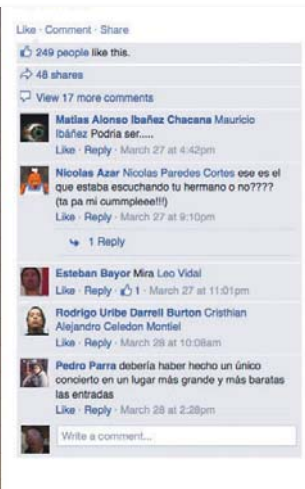 Like · Comment · Share
249 people like this.
48 shares
View 17 more comments
Matias Alonso Ibañez Chacana Mauricio
Ibáñez Podria ser.....
Like · Reply · March 27 at 4:42pm
Nicolas Azar Nicolas Paredes Cortes ese es el
que estaba escuchando tu hermano o no????
(ta pa mi cummpleee!!!)
Like · Reply · March 27 at 9:10pm
1 Reply
Esteban Bayor Mira Leo Vidal
Like · Reply · 1 · March 27 at 11:01pm
Rodrigo Uribe Darrell Burton Cristhian
Alejandro Celedon Montiel
Like · Reply · March 28 at 10:08am
Pedro Parra debería haber hecho un único
concierto en un lugar más grande y más baratas
las entradas
Like · Reply · March 28 at 2:28pm
Write a comment...